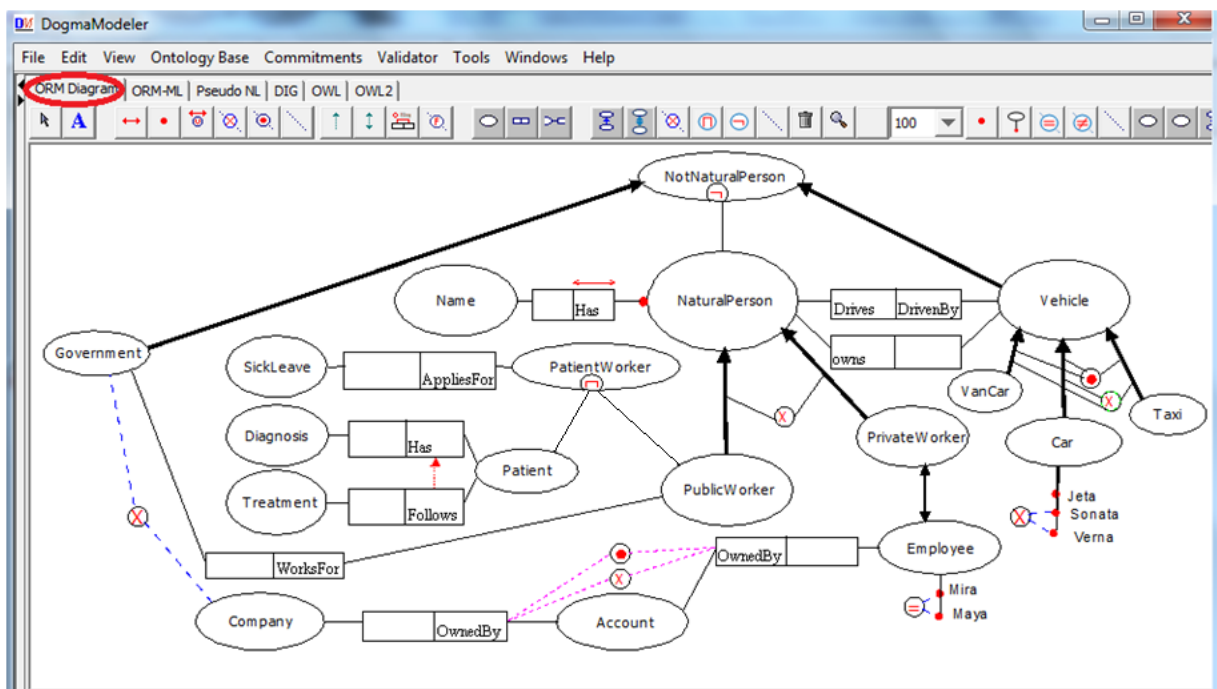 DM DogmaModeler
File Edit View Ontology Base Commitments Validator Tools Windows Help
ORM Diagram ORM-ML Pseudo NL DIG OWL OWL2
A 100
NotNaturalPerson
Name Has NaturalPerson Drives DrivenBy Vehicle
Government
owns
SickLeave AppliesFor PatientWorker
VanCar Taxi
Diagnosis Has PrivateWorker Car
Patient
PublicWorker
Treatment Follows
Jeta
Sonata
Verna
WorksFor OwnedBy Employee
Mira
Maya
Company OwnedBy Account